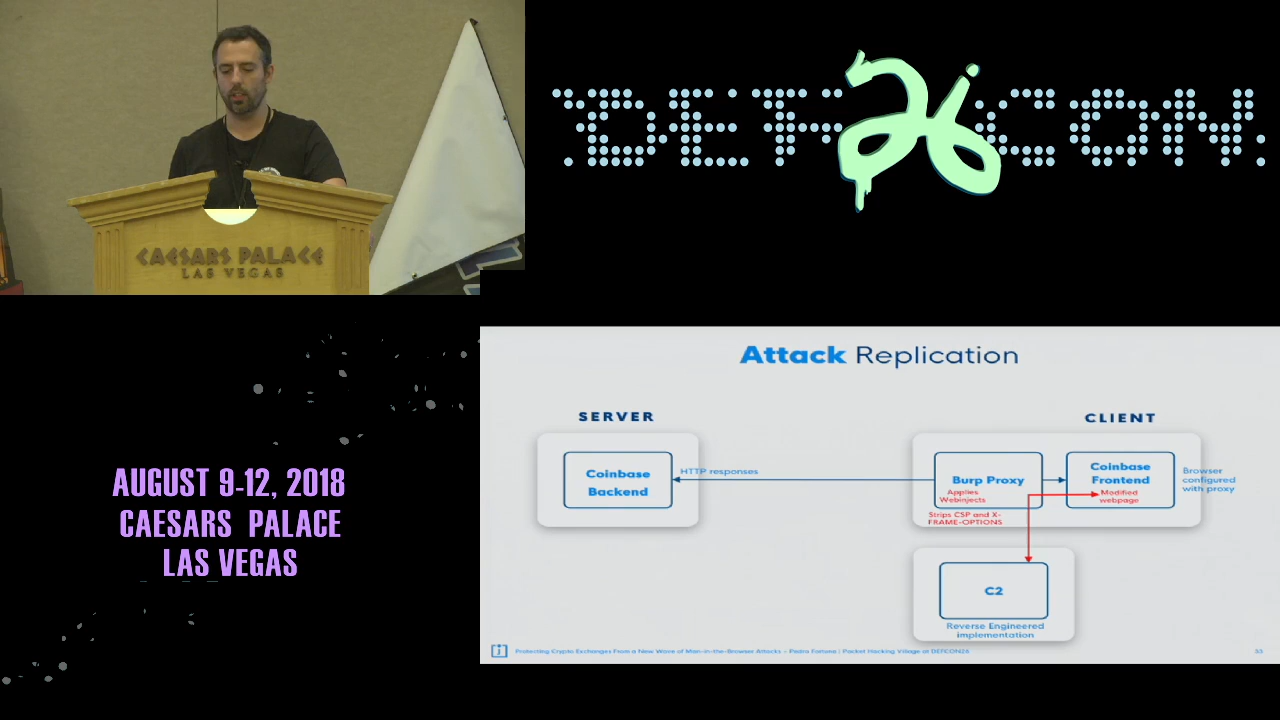 CAESARS PALACE
LAS VEGAS
DEFCON
26
AUGUST 9-12, 2018
CAESARS PALACE
LAS VEGAS
Attack Replication
SERVER
CLIENT
Coinbase
Backend
HTTP responses
Burp Proxy
Applies
Webinjects
Strips CSP and X-
FRAME-OPTIONS
Coinbase
Frontend
Modified
webpage
Browser
configured
with proxy
C2
Reverse Engineered
implementation
Protecting Crypto Exchanges From a New Wave of Man-in-the-Browser Attacks – Pedro Fortuna | Packet Hacking Village at DEFCON26